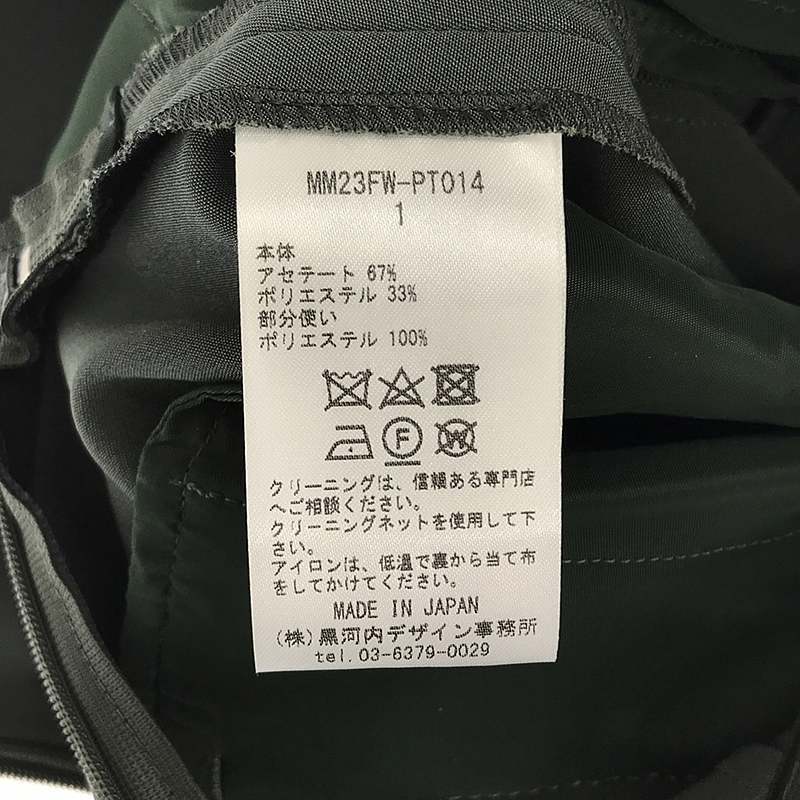 MM23FW-PT014
1
本体
アセテート 67%
ポリエステル 33%
部分使い
ポリエステル 100%
F
W
クリーニングは、信頼ある専門店
へご相談ください。
クリーニングネットを使用して下
さい。
アイロンは、低温で裏から当て布
をしてかけてください。
MADE IN JAPAN
(株)黒河内デザイン事務所
tel.03-6379-0029